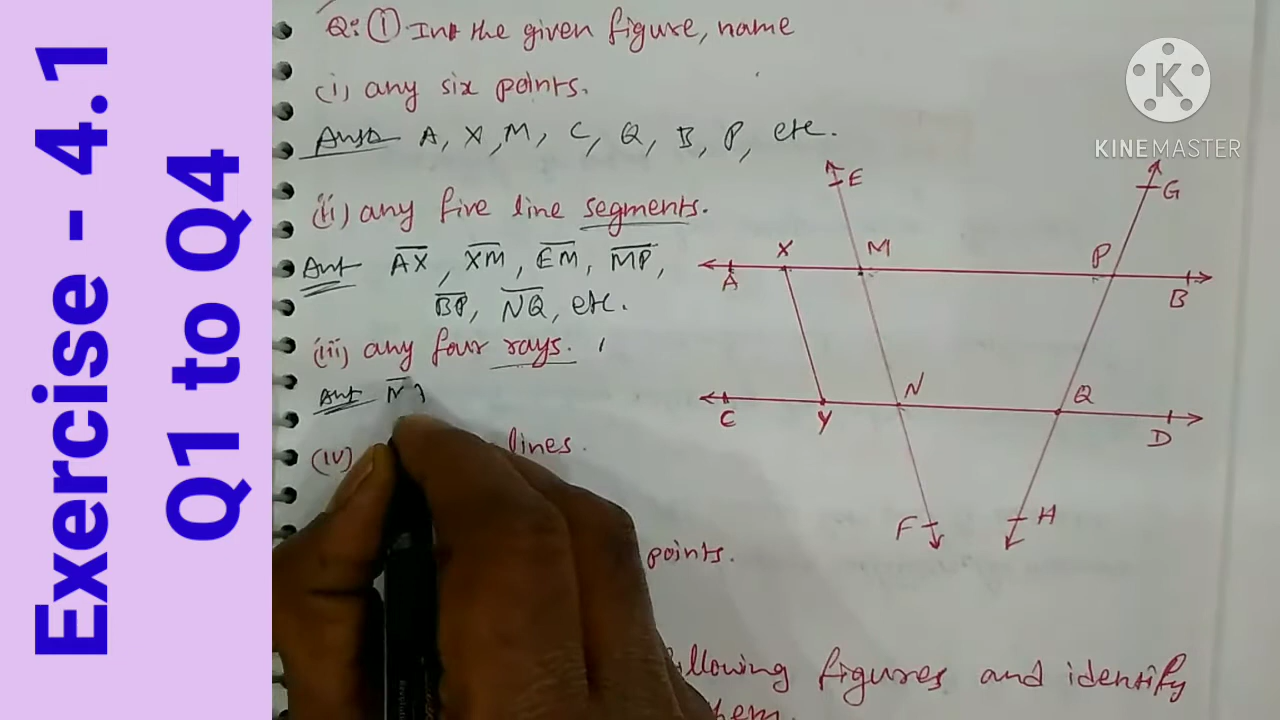 Exercise - 4.1
Q1 to Q4
Q: ① In the given figure, name
(i) any six points.
Ans A, X, M, C, Q, B, P, etc.
(ii) any five line segments.
Ans AX, XM, EM, MP,
BP, NQ, etc.
(iii) any four rays.
Ans
(iv) lines.
points.
following figures and identify
them.
KINEMASTER
K
E
G
X M P
A B
N Q
C Y D
F H